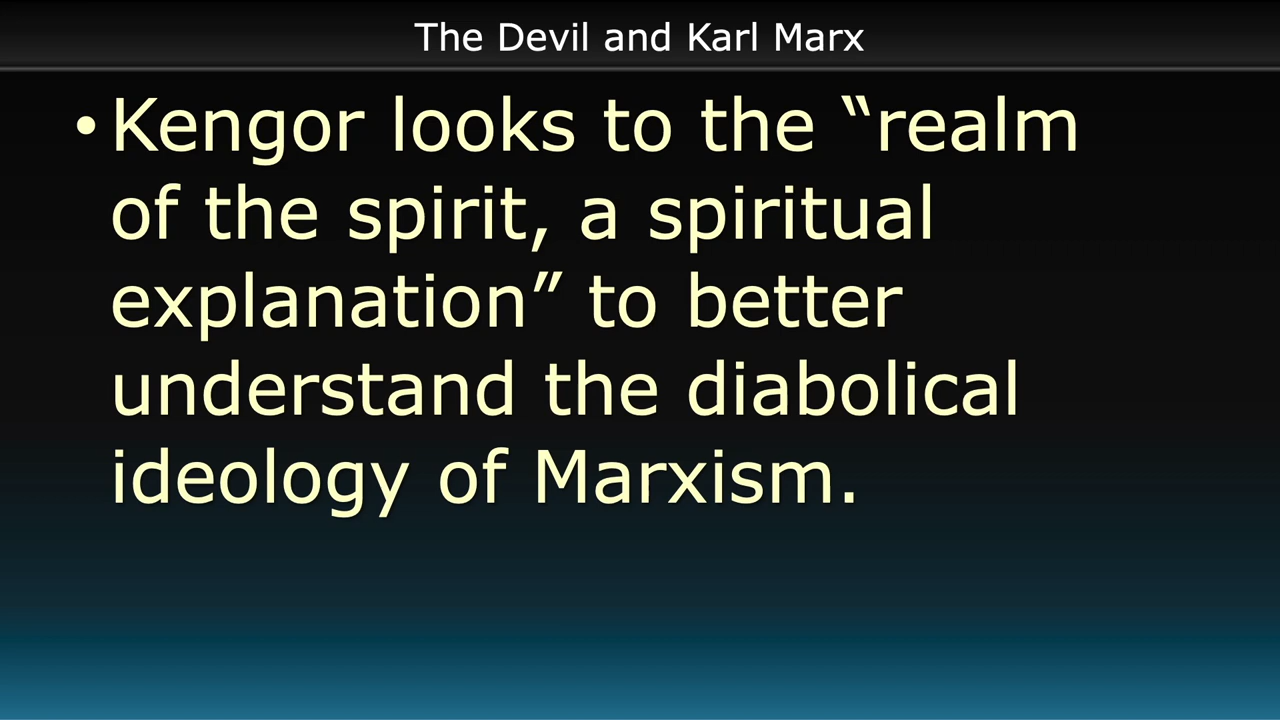 The Devil and Karl Marx
•Kengor looks to the “realm
of the spirit, a spiritual
explanation” to better
understand the diabolical
ideology of Marxism.